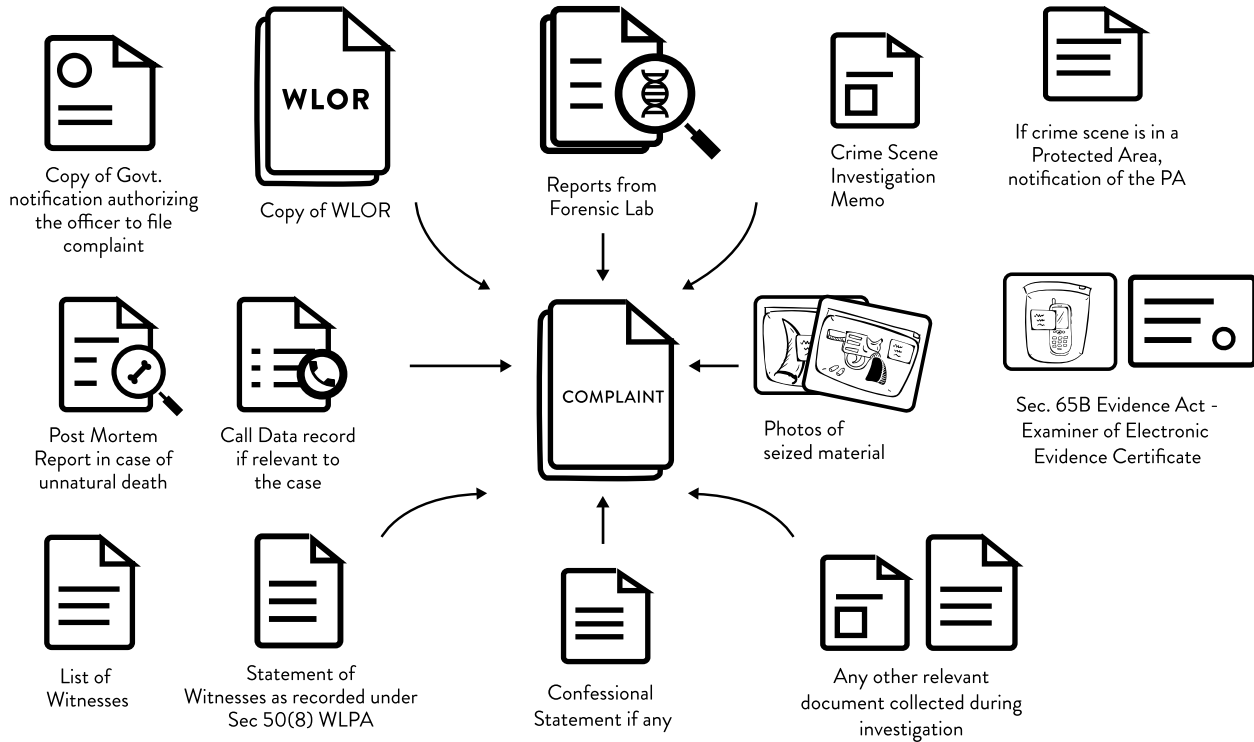 WLOR
Copy of Govt.
notification authorizing
the officer to file
complaint
Copy of WLOR
Reports from
Forensic Lab
Crime Scene
Investigation
Memo
If crime scene is in a
Protected Area,
notification of the PA
Post Mortem
Report in case of
unnatural death
Call Data record
if relevant to
the case
COMPLAINT
Photos of
seized material
Sec. 65B Evidence Act -
Examiner of Electronic
Evidence Certificate
List of
Witnesses
Statement of
Witnesses as recorded under
Sec 50(8) WLPA
Confessional
Statement if any
Any other relevant
document collected during
investigation